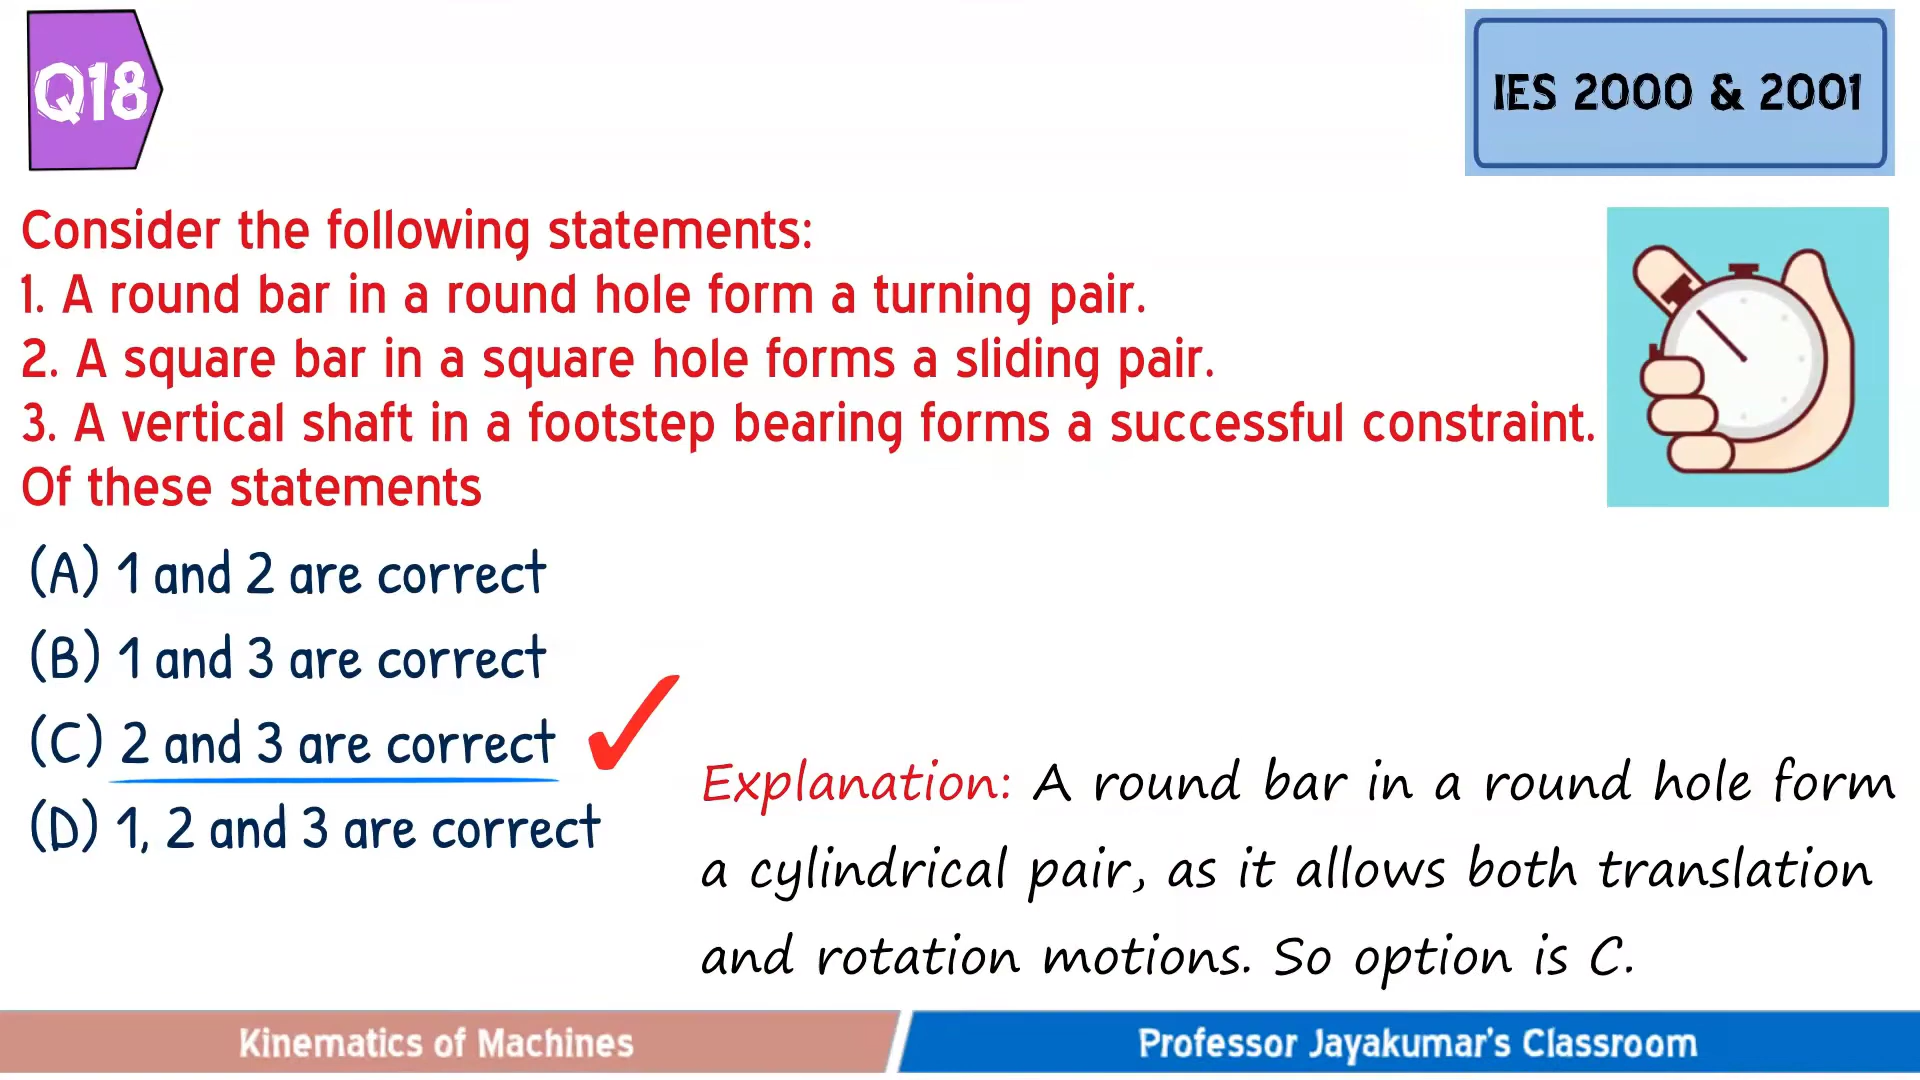 Q18
IES 2000 & 2001
Consider the following statements:
1. A round bar in a round hole form a turning pair.
2. A square bar in a square hole forms a sliding pair.
3. A vertical shaft in a footstep bearing forms a successful constraint.
Of these statements
(A) 1 and 2 are correct
(B) 1 and 3 are correct
(C) 2 and 3 are correct
(D) 1, 2 and 3 are correct
Explanation: A round bar in a round hole form
a cylindrical pair, as it allows both translation
and rotation motions. So option is C.
Kinematics of Machines
Professor Jayakumar's Classroom